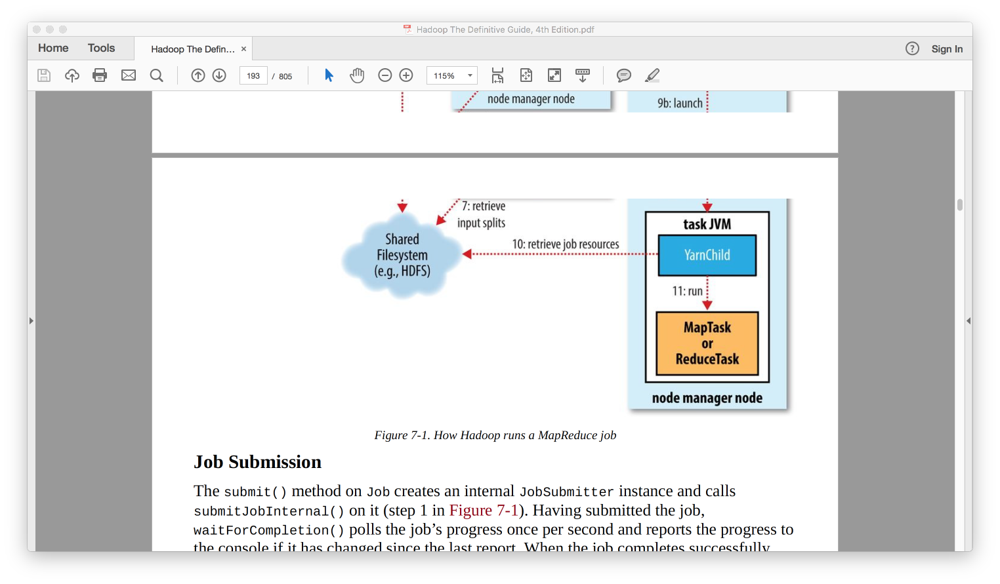 Hadoop The Definitive Guide, 4th Edition.pdf
Home Tools Hadoop The Defin... × ? Sign In
193 / 805 115%
node manager node
9b: launch
7: retrieve
input splits
Shared
Filesystem
(e.g., HDFS)
10: retrieve job resources
task JVM
YarnChild
11: run
MapTask
or
ReduceTask
node manager node
Figure 7-1. How Hadoop runs a MapReduce job
Job Submission
The submit() method on Job creates an internal JobSubmitter instance and calls
submitJobInternal() on it (step 1 in Figure 7-1). Having submitted the job,
waitForCompletion() polls the job’s progress once per second and reports the progress to
the console if it has changed since the last report. When the job completes successfully,